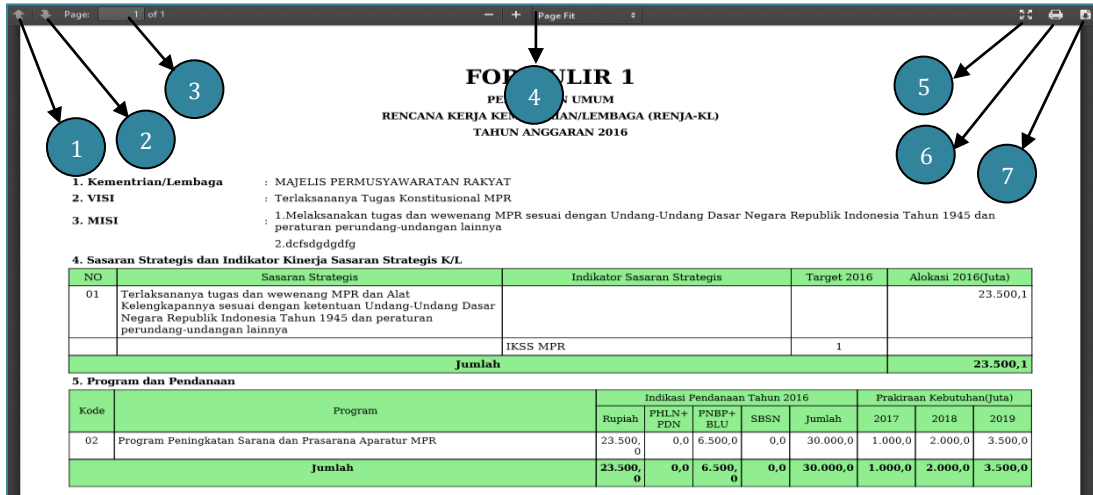 Page: 1 of 1 Page Fit
1
2
3
4
5
6
7
FORMULIR 1
UMUM
RENCANA KERJA KEMENTERIAN/LEMBAGA (RENJA-KL)
TAHUN ANGGARAN 2016
1. Kementrian/Lembaga : MAJELIS PERMUSYAWARATAN RAKYAT
2. VISI : Terlaksananya Tugas Konstitusional MPR
3. MISI : 1.Melaksanakan tugas dan wewenang MPR sesuai dengan Undang-Undang Dasar Negara Republik Indonesia Tahun 1945 dan
peraturan perundang-undangan lainnya
2.dcfsdgdgdfg
4. Sasaran Strategis dan Indikator Kinerja Sasaran Strategis K/L
NO Sasaran Strategis Indikator Sasaran Strategis Target 2016 Alokasi 2016(Juta)
01 Terlaksananya tugas dan wewenang MPR dan Alat 23.500,1
Kelengkapannya sesuai dengan ketentuan Undang-Undang Dasar
Negara Republik Indonesia Tahun 1945 dan peraturan
perundang-undangan lainnya
IKSS MPR 1
Jumlah 23.500,1
5. Program dan Pendanaan
Kode Program Indikasi Pendanaan Tahun 2016 Prakiraan Kebutuhan(Juta)
Rupiah PHLN+ PDN PNBP+ BLU SBSN Jumlah 2017 2018 2019
02 Program Peningkatan Sarana dan Prasarana Aparatur MPR 23.500,0 0,0 6.500,0 0,0 30.000,0 1.000,0 2.000,0 3.500,0
Jumlah 23.500,0 0,0 6.500,0 0,0 30.000,0 1.000,0 2.000,0 3.500,0